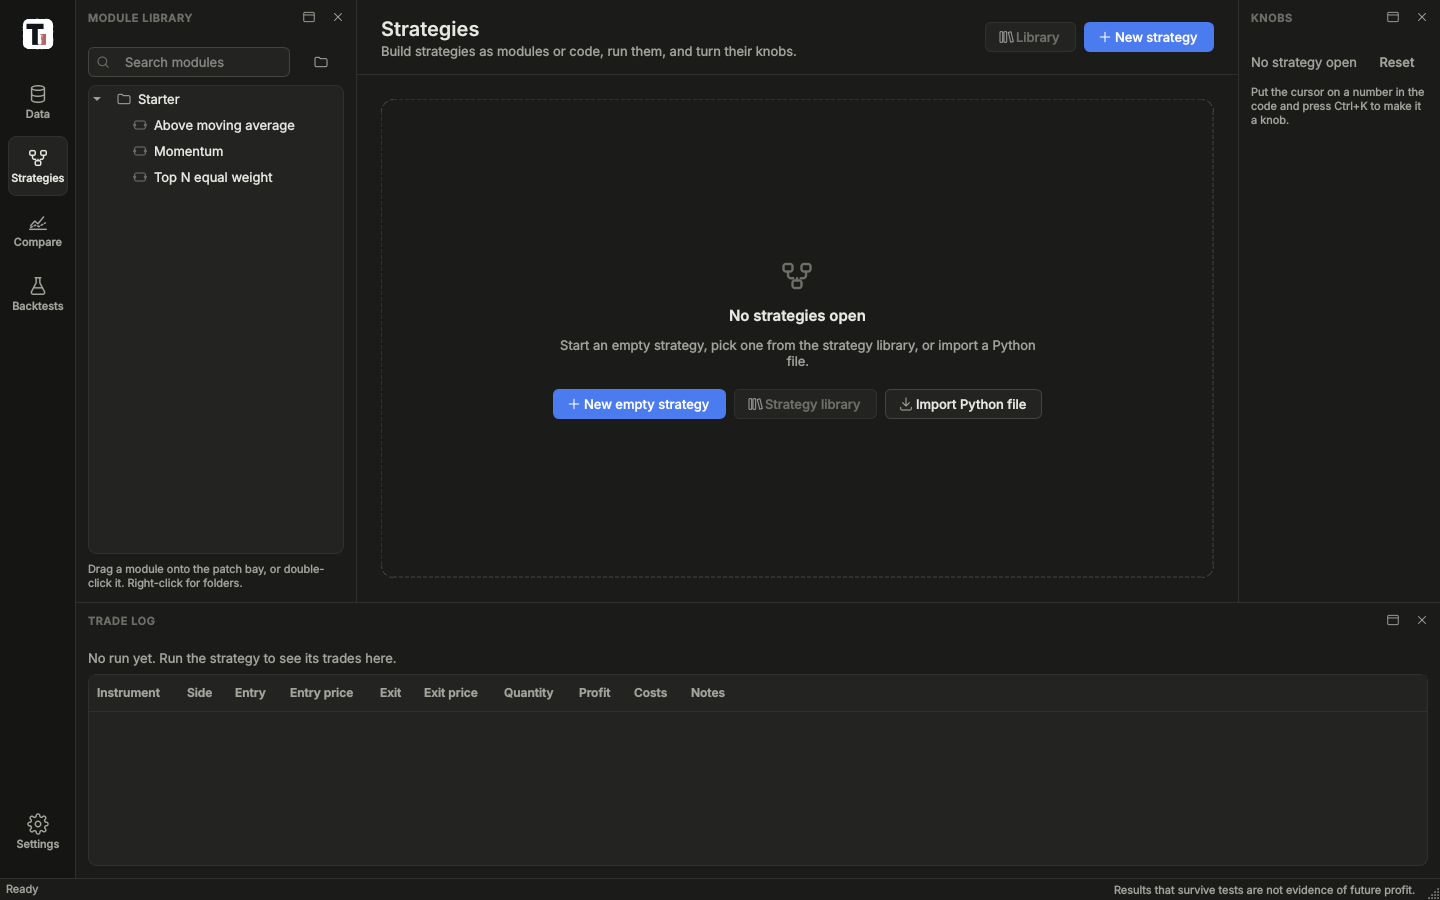 MODULE LIBRARY
Search modules
Starter
Above moving average
Momentum
Top N equal weight
Drag a module onto the patch bay, or double-
click it. Right-click for folders.
Data
Strategies
Compare
Backtests
Settings
Strategies
Build strategies as modules or code, run them, and turn their knobs.
Library
New strategy
No strategies open
Start an empty strategy, pick one from the strategy library, or import a Python
file.
New empty strategy
Strategy library
Import Python file
KNOBS
No strategy open
Reset
Put the cursor on a number in the
code and press Ctrl+K to make it
a knob.
TRADE LOG
No run yet. Run the strategy to see its trades here.
Instrument Side Entry Entry price Exit Exit price Quantity Profit Costs Notes
Ready
Results that survive tests are not evidence of future profit.